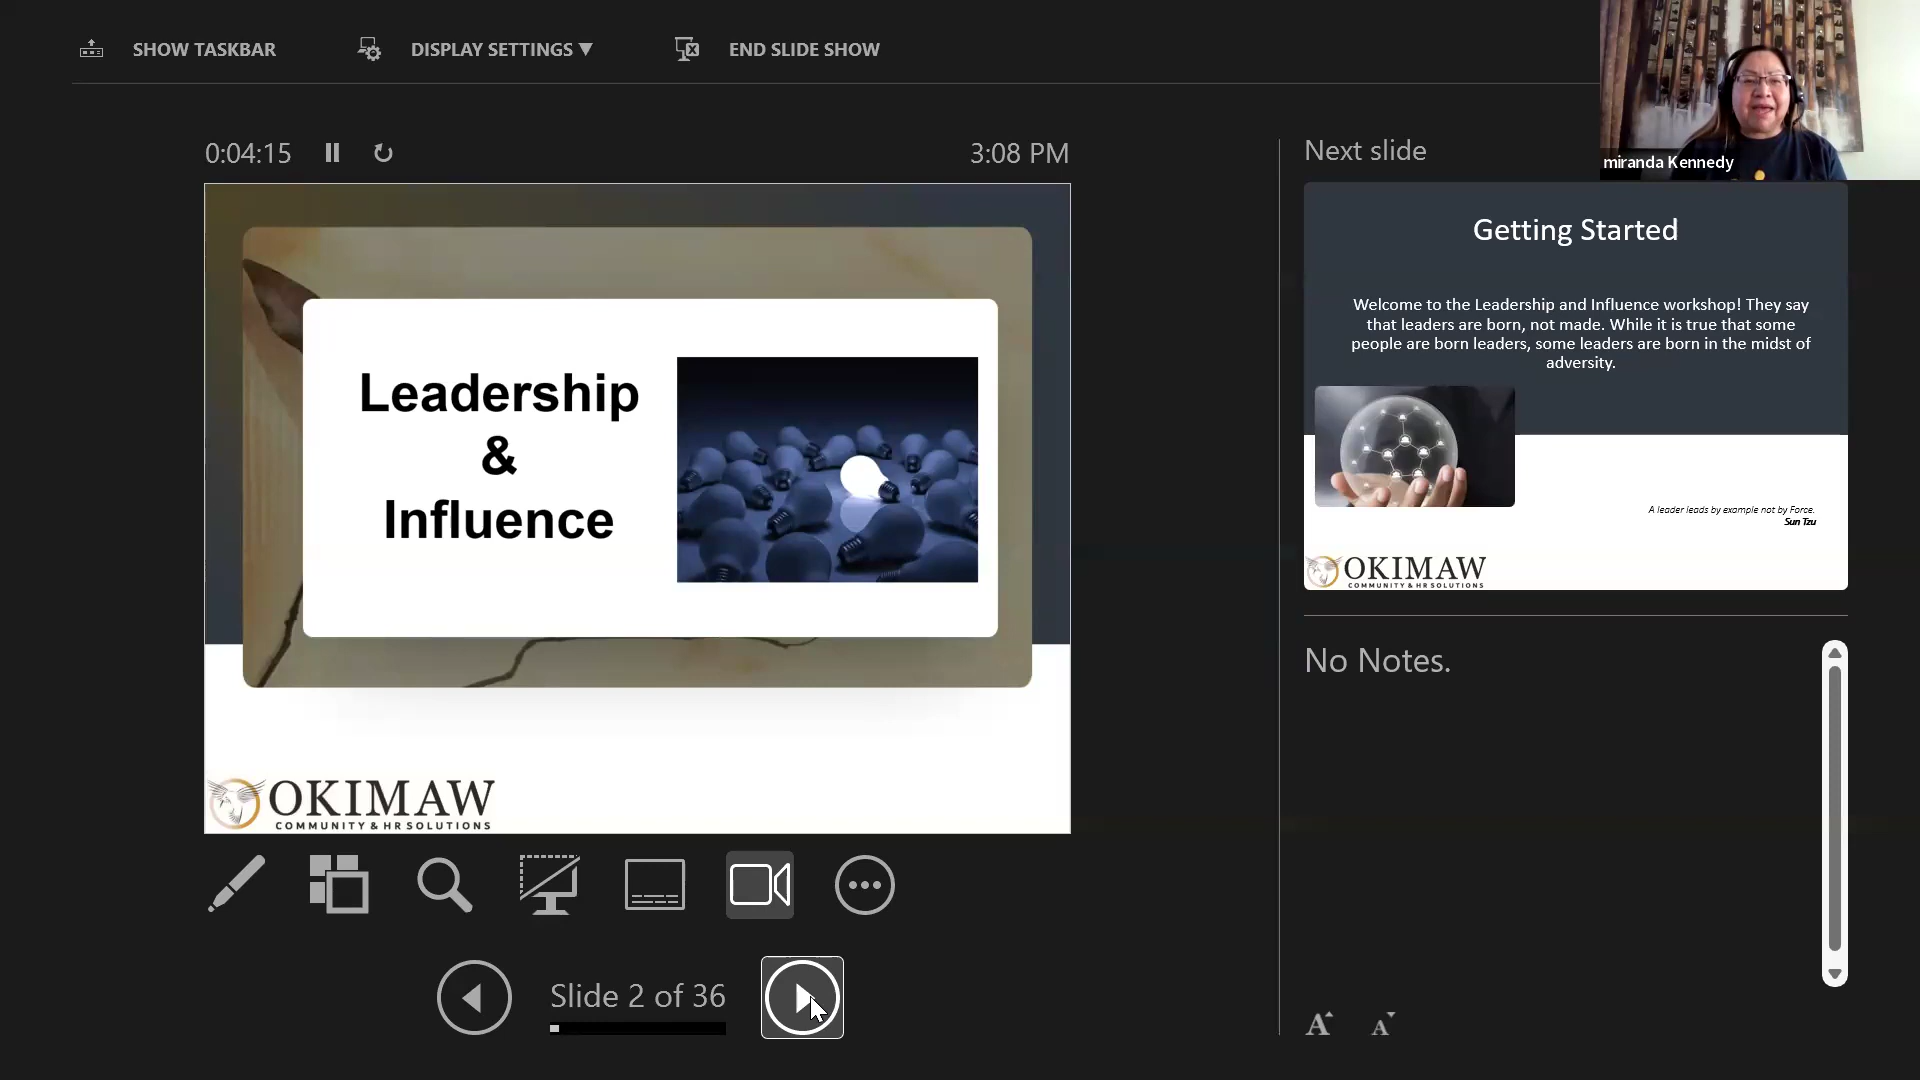 SHOW TASKBAR
DISPLAY SETTINGS ▼
END SLIDE SHOW
miranda Kennedy
0:04:15
3:08 PM
Leadership
&
Influence
OKIMAW
COMMUNITY & HR SOLUTIONS
Slide 2 of 36
Next slide
Getting Started
Welcome to the Leadership and Influence workshop! They say
that leaders are born, not made. While it is true that some
people are born leaders, some leaders are born in the midst of
adversity.
A leader leads by example not by Force.
Sun Tzu
OKIMAW
COMMUNITY & HR SOLUTIONS
No Notes.
A A